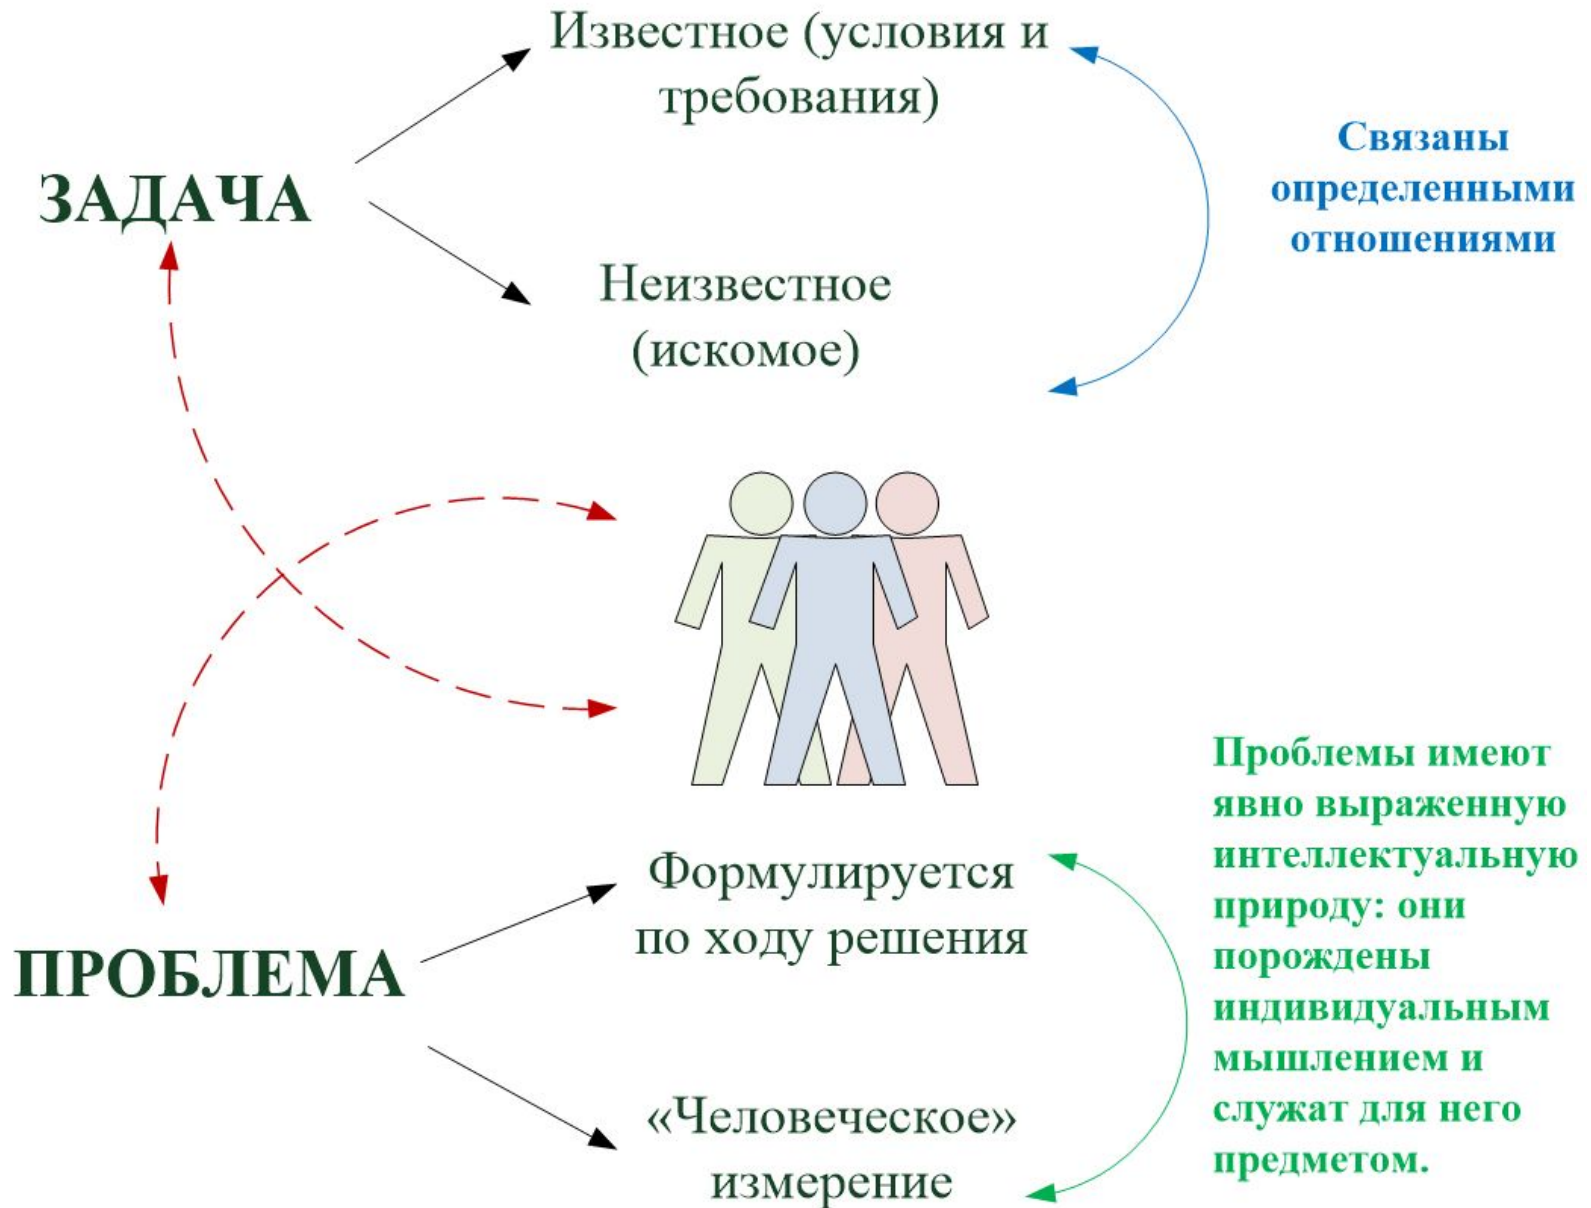 Известное (условия и
требования)
Связаны
определенными
отношениями
ЗАДАЧА
Неизвестное
(искомое)
Проблемы имеют
явно выраженную
интеллектуальную
природу: они
порождены
индивидуальным
мышлением и
служат для него
предметом.
Формулируется
по ходу решения
ПРОБЛЕМА
«Человеческое»
измерение